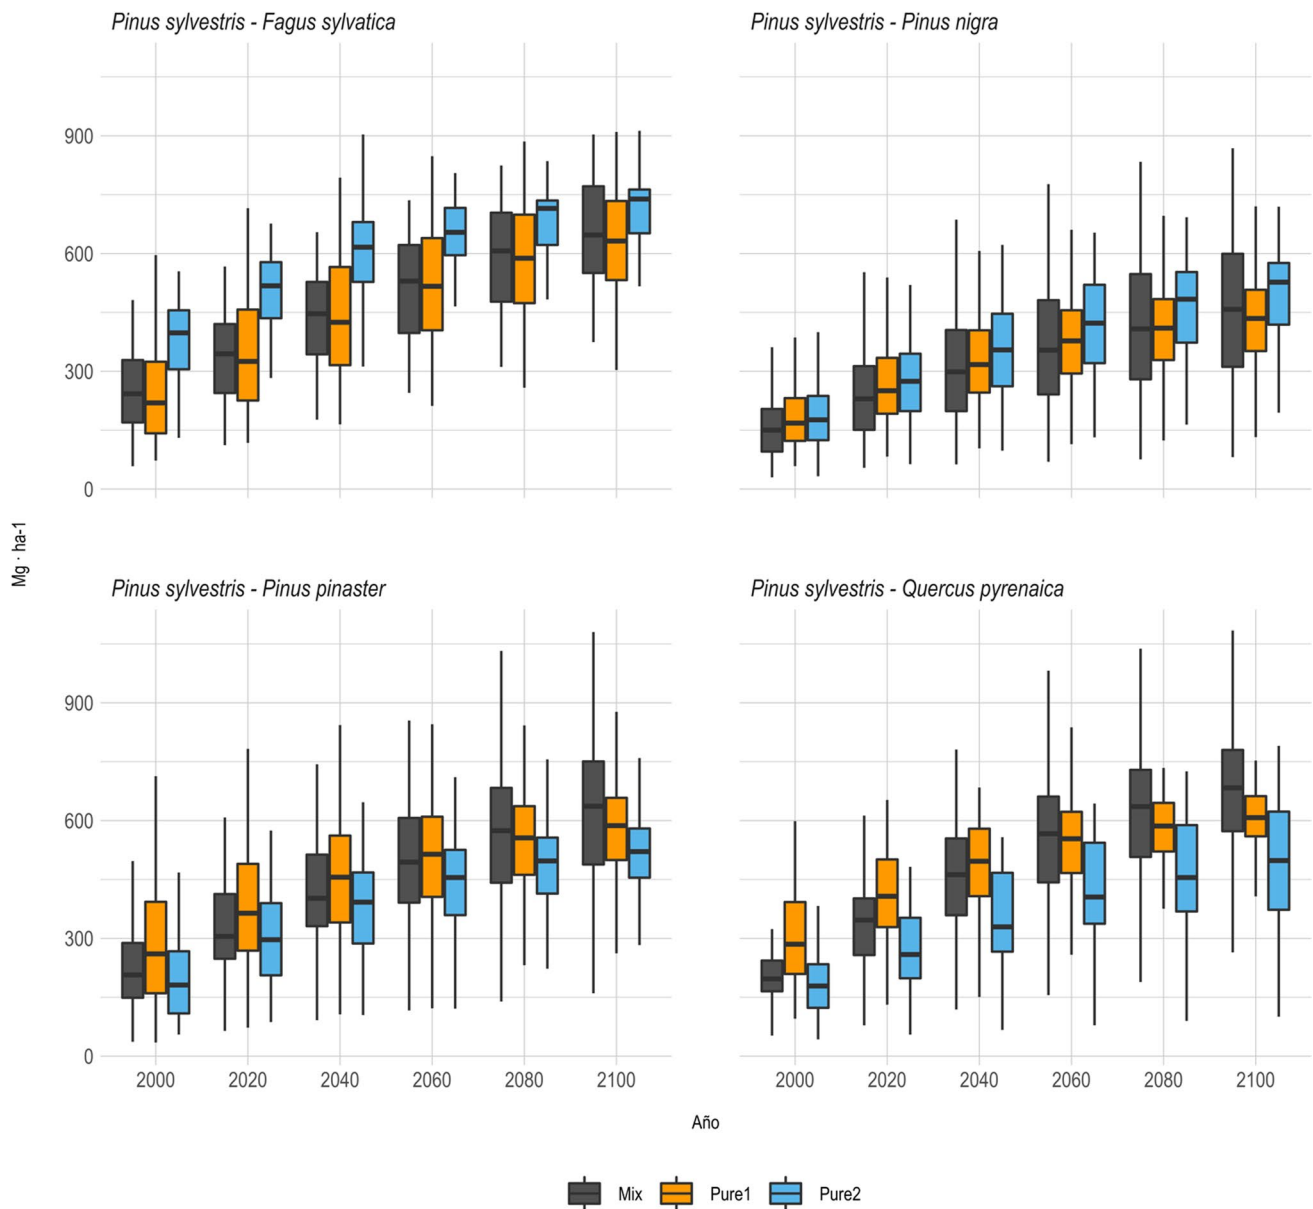 Pinus sylvestris - Fagus sylvatica
Pinus sylvestris - Pinus nigra
900
600
300
0
Mg · ha-1
Pinus sylvestris - Pinus pinaster
Pinus sylvestris - Quercus pyrenaica
900
600
300
0
2000 2020 2040 2060 2080 2100
2000 2020 2040 2060 2080 2100
Año
Mix Pure1 Pure2